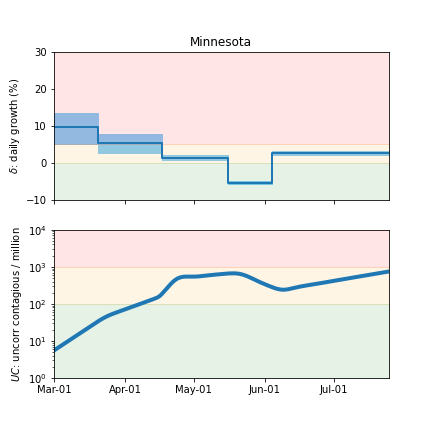 Minnesota
δ: daily growth (%)
30
20
10
0
−10
UC: uncorr contagious / million
10⁴
10³
10²
10¹
10⁰
Mar-01 Apr-01 May-01 Jun-01 Jul-01